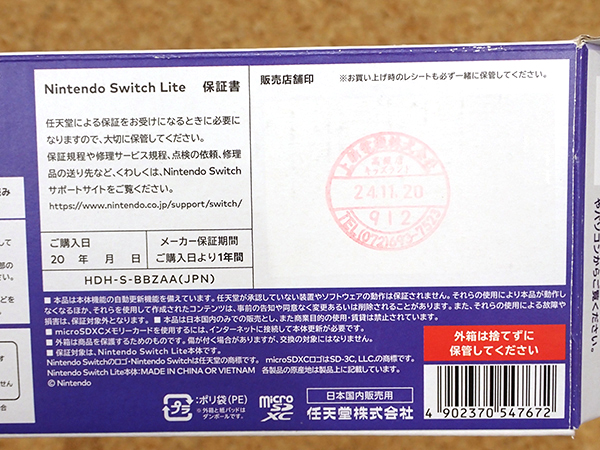 Nintendo Switch Lite 保証書
任天堂による保証をお受けになるときに必要に
なりますので、大切に保管してください。
保証規程や修理サービス規程、点検の依頼、修理
品の送り先など、くわしくは、Nintendo Switch
サポートサイトをご覧ください。
https://www.nintendo.co.jp/support/switch/
ご購入日
20 年 月 日
メーカー保証期間
ご購入日より1年間
HDH-S-BBZAA(JPN)
販売店舗印
※お買い上げ時のレシートも必ず一緒に保管してください。
24.11.20
912
■ 本品は本体機能の自動更新機能を備えています。任天堂が承認していない装置やソフトウェアの動作は保証されません。それらの使用により本品が動作し
なくなるほか、それらを使用して作成されたコンテンツは、事前の告知や同意なく変更あるいは削除されることがあります。また、それらの使用による故障や
損害は、保証対象外となります。■ 本品は日本国内のみでの販売とし、また商業目的の使用・賃貸は禁止されています。
■ microSDXCメモリーカードを使用するには、インターネットに接続して本体更新が必要です。
■ 外箱は商品を保護するためのものです。傷が付く場合がありますが、交換の対象にはなりません。
■ 保証対象は、Nintendo Switch Lite本体です。
Nintendo Switchのロゴ・Nintendo Switchは任天堂の商標です。 microSDXCロゴはSD-3C, LLC.の商標です。
Nintendo Switch Lite本体:MADE IN CHINA OR VIETNAM 各製品の原産地は製品上に記載しています。
© Nintendo
外箱は捨てずに
保管してください
ダラ
:ポリ袋(PE)
※外箱と紙パッドは
ダンボールです。
micro
SD
XC
日本国内販売用
任天堂株式会社
4 902370 547672